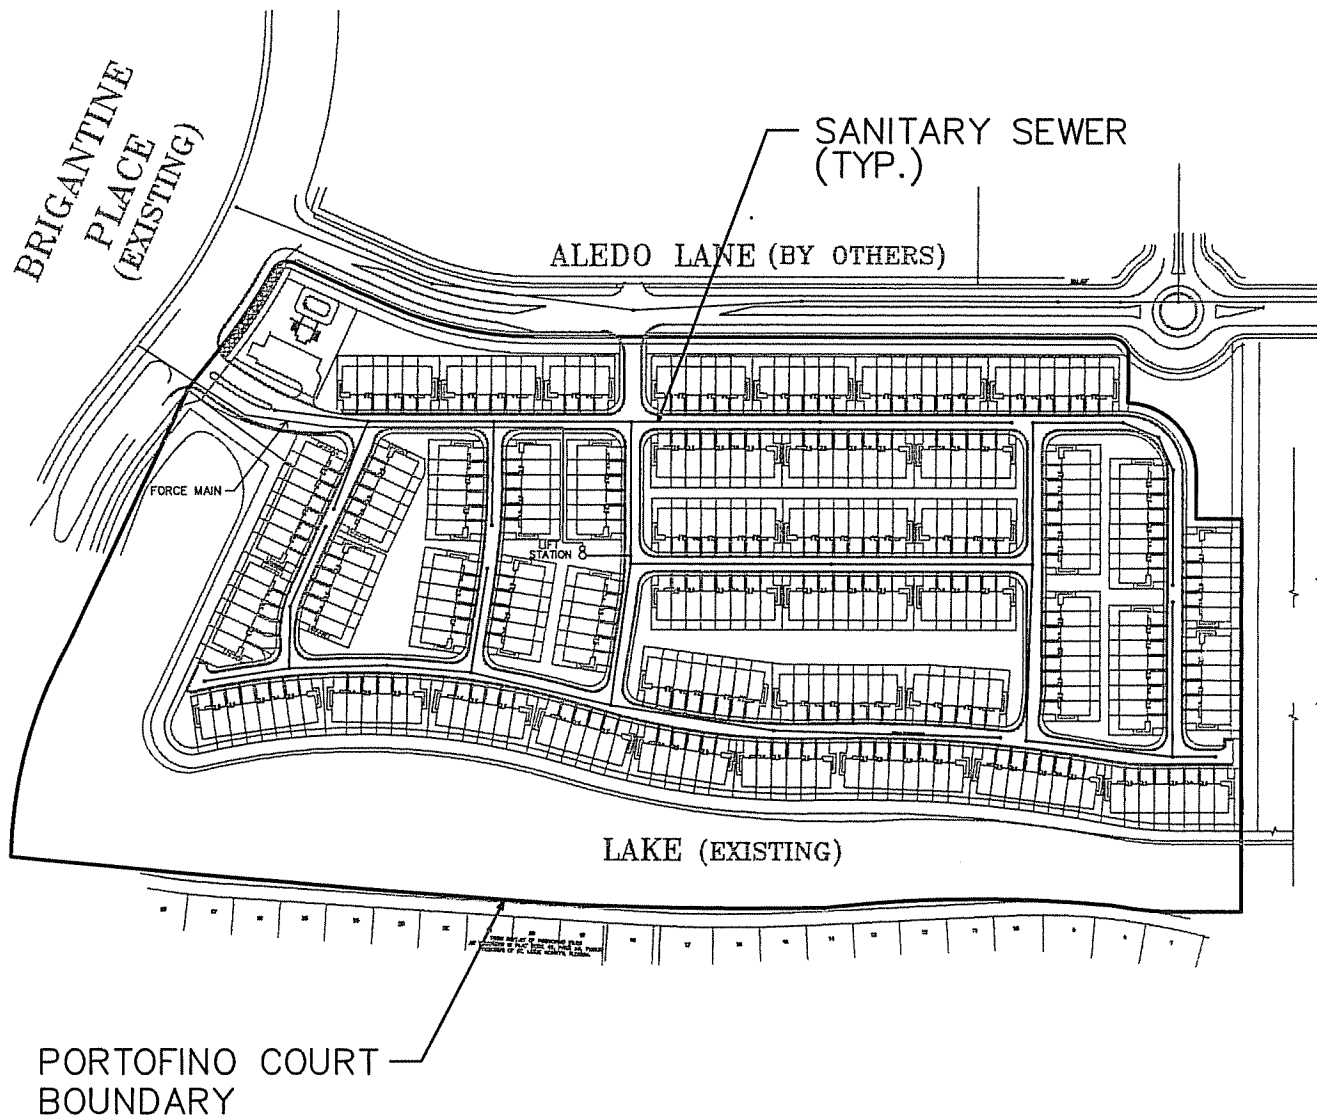 BRIGANTINE
PLACE
(EXISTING)
SANITARY SEWER
(TYP.)
ALEDO LANE (BY OTHERS)
FORCE MAIN
LIFT
STATION
LAKE (EXISTING)
PORTOFINO COURT
BOUNDARY